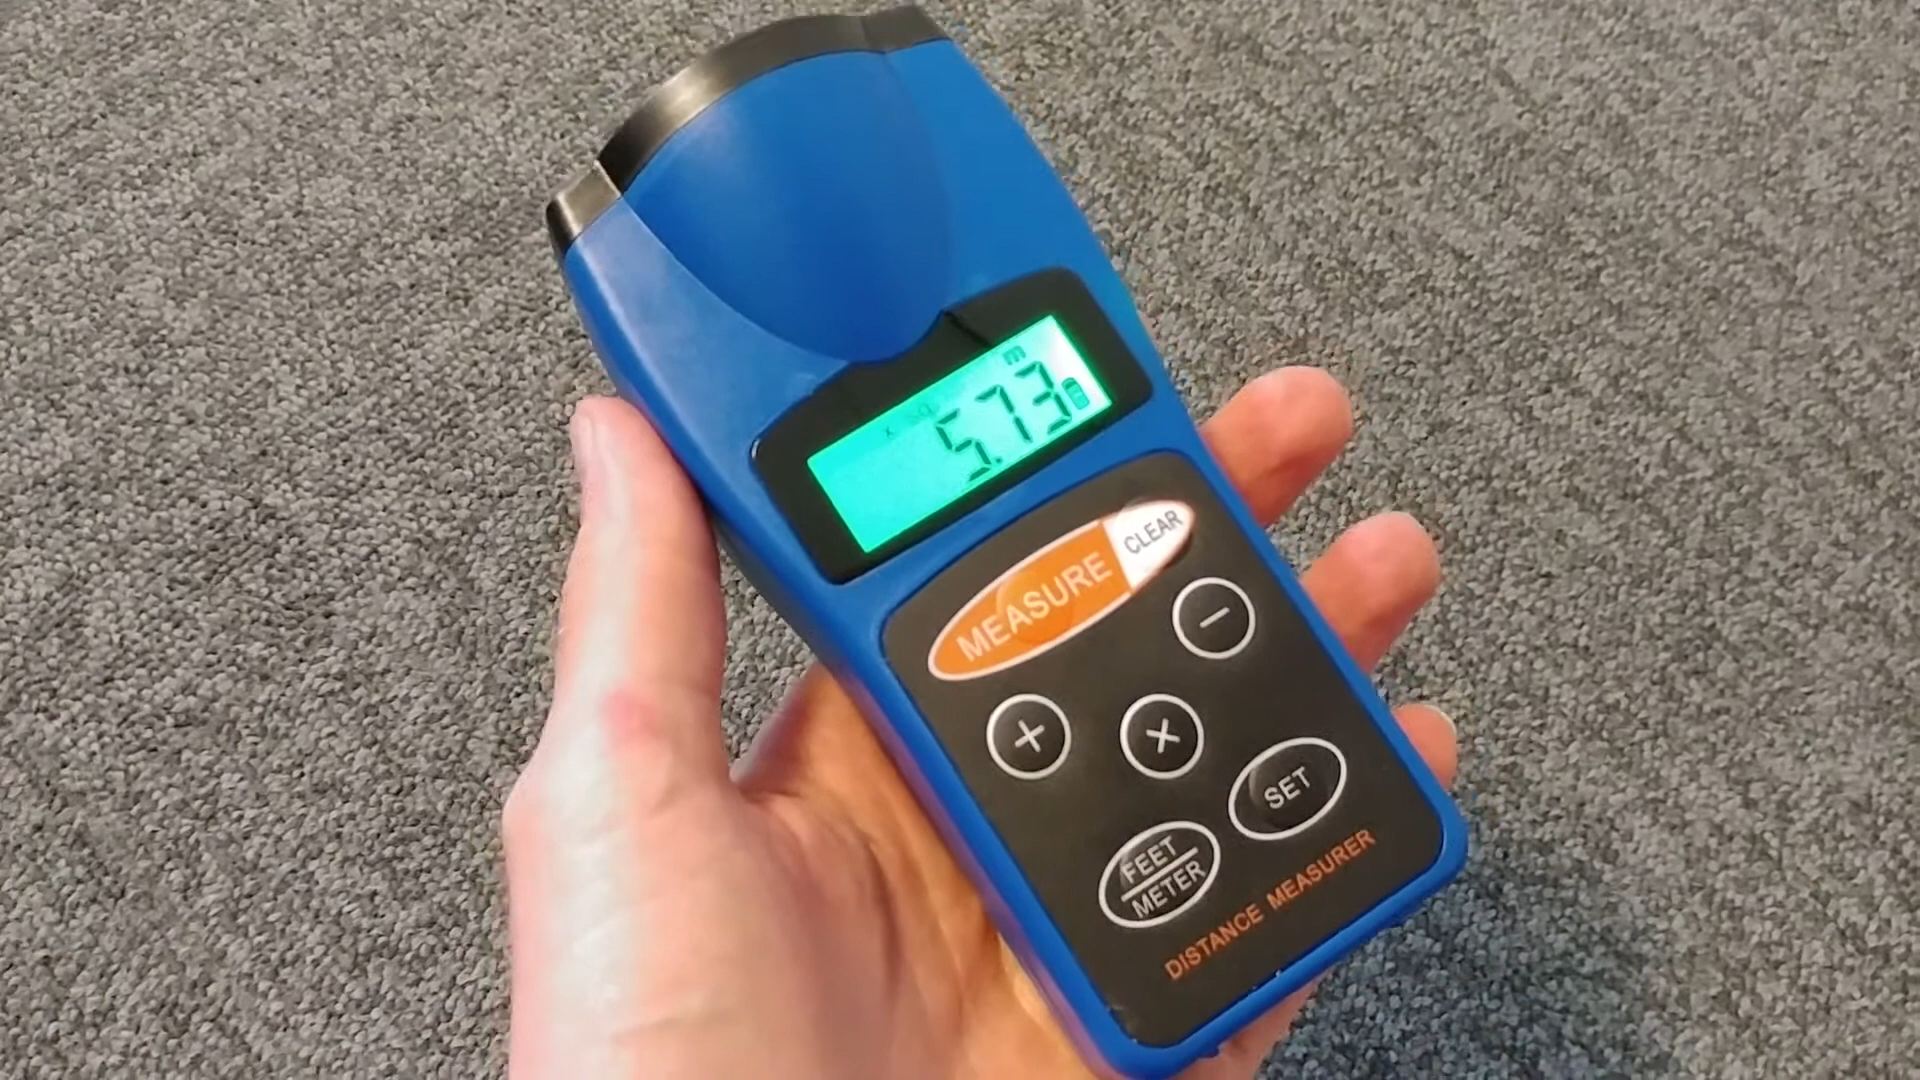 m
5.73
MEASURE CLEAR
−
+ ×
SET
FEET
METER
DISTANCE MEASURER